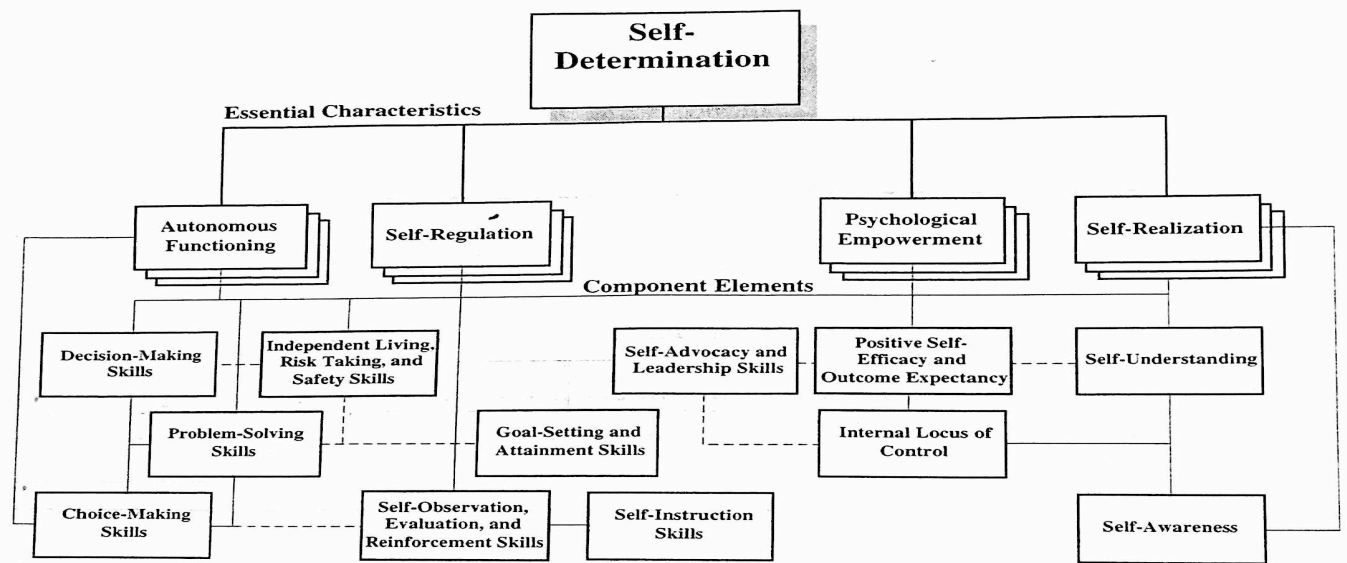 Self-
Determination
Essential Characteristics
Autonomous
Functioning
Self-Regulation
Psychological
Empowerment
Self-Realization
Component Elements
Decision-Making
Skills
Independent Living,
Risk Taking, and
Safety Skills
Self-Advocacy and
Leadership Skills
Positive Self-
Efficacy and
Outcome Expectancy
Self-Understanding
Problem-Solving
Skills
Goal-Setting and
Attainment Skills
Internal Locus of
Control
Choice-Making
Skills
Self-Observation,
Evaluation, and
Reinforcement Skills
Self-Instruction
Skills
Self-Awareness